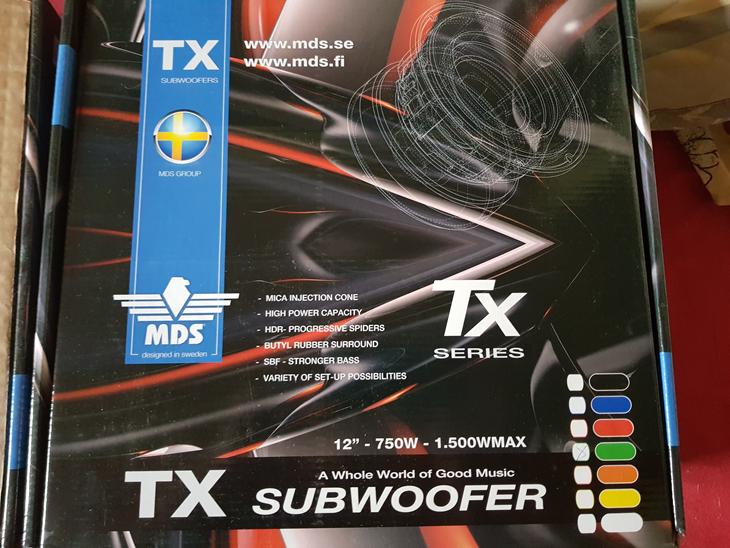 TX
SUBWOOFERS
www.mds.se
www.mds.fi
MDS GROUP
MDS
designed in sweden
- MICA INJECTION CONE
- HIGH POWER CAPACITY
- HDR- PROGRESSIVE SPIDERS
- BUTYL RUBBER SURROUND
- SBF - STRONGER BASS
- VARIETY OF SET-UP POSSIBILITIES
TX
SERIES
12" - 750W - 1.500WMAX
A Whole World of Good Music
TX SUBWOOFER